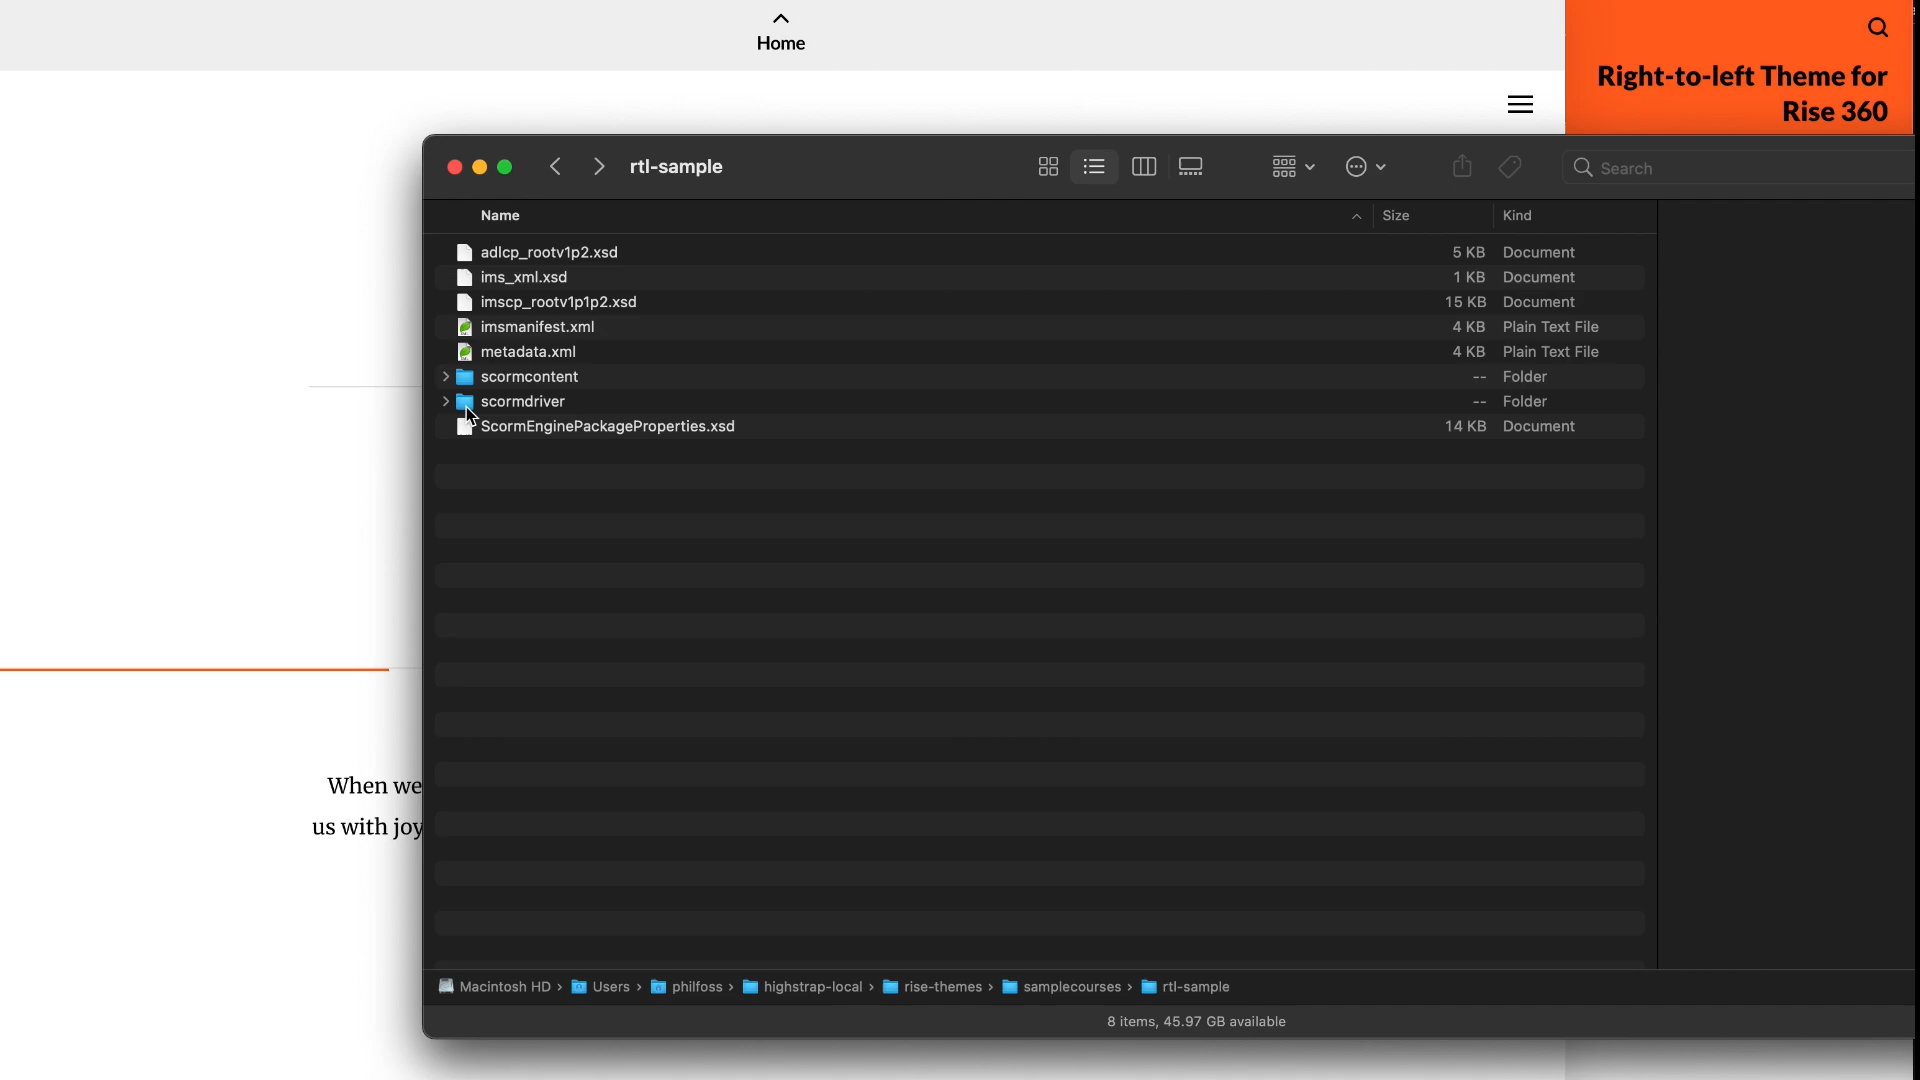 Home
Right-to-left Theme for
Rise 360
rtl-sample
Search
Name Size Kind
adlcp_rootv1p2.xsd 5 KB Document
ims_xml.xsd 1 KB Document
imscp_rootv1p1p2.xsd 15 KB Document
imsmanifest.xml 4 KB Plain Text File
metadata.xml 4 KB Plain Text File
scormcontent -- Folder
scormdriver -- Folder
ScormEnginePackageProperties.xsd 14 KB Document
When we
us with joy
Macintosh HD › Users › philfoss › highstrap-local › rise-themes › samplecourses › rtl-sample
8 items, 45.97 GB available